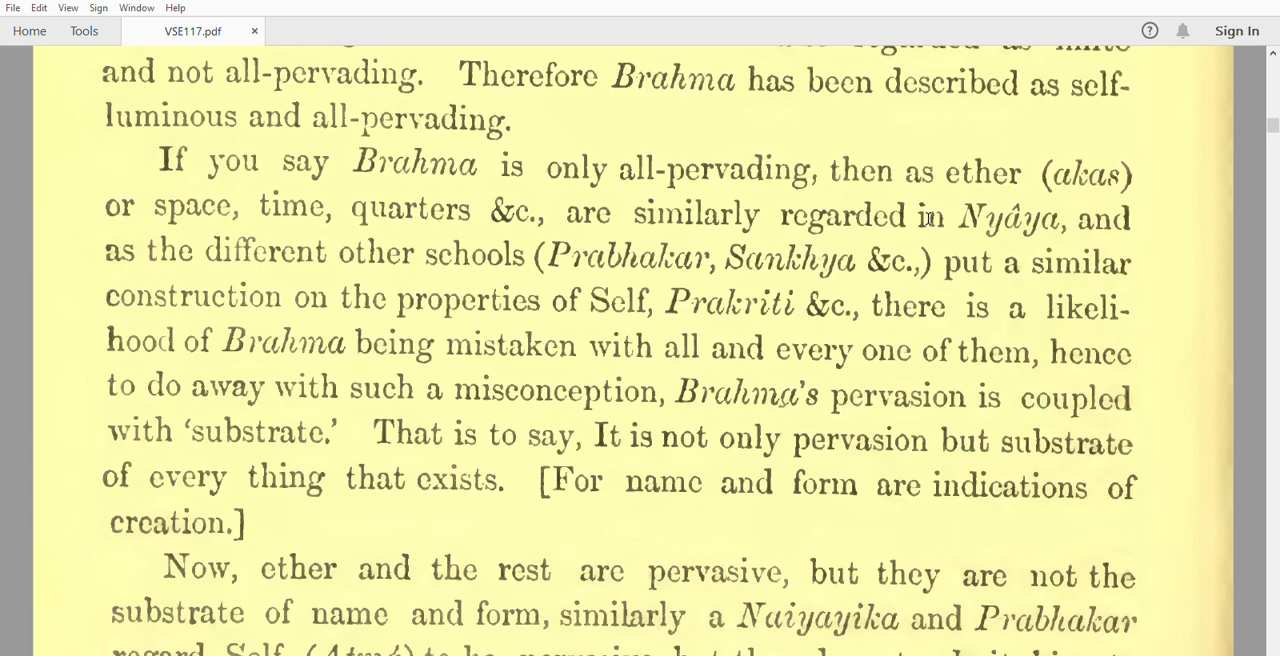 File Edit View Sign Window Help
Home Tools VSE117.pdf × ? Sign In
regarded as
and not all-pervading. Therefore Brahma has been described as self-
luminous and all-pervading.
If you say Brahma is only all-pervading, then as ether (akas)
or space, time, quarters &c., are similarly regarded in Nyâya, and
as the different other schools (Prabhakar, Sankhya &c.,) put a similar
construction on the properties of Self, Prakriti &c., there is a likeli-
hood of Brahma being mistaken with all and every one of them, hence
to do away with such a misconception, Brahma's pervasion is coupled
with ‘substrate.’ That is to say, It is not only pervasion but substrate
of every thing that exists. [For name and form are indications of
creation.]
Now, ether and the rest are pervasive, but they are not the
substrate of name and form, similarly a Naiyayika and Prabhakar
regard Self